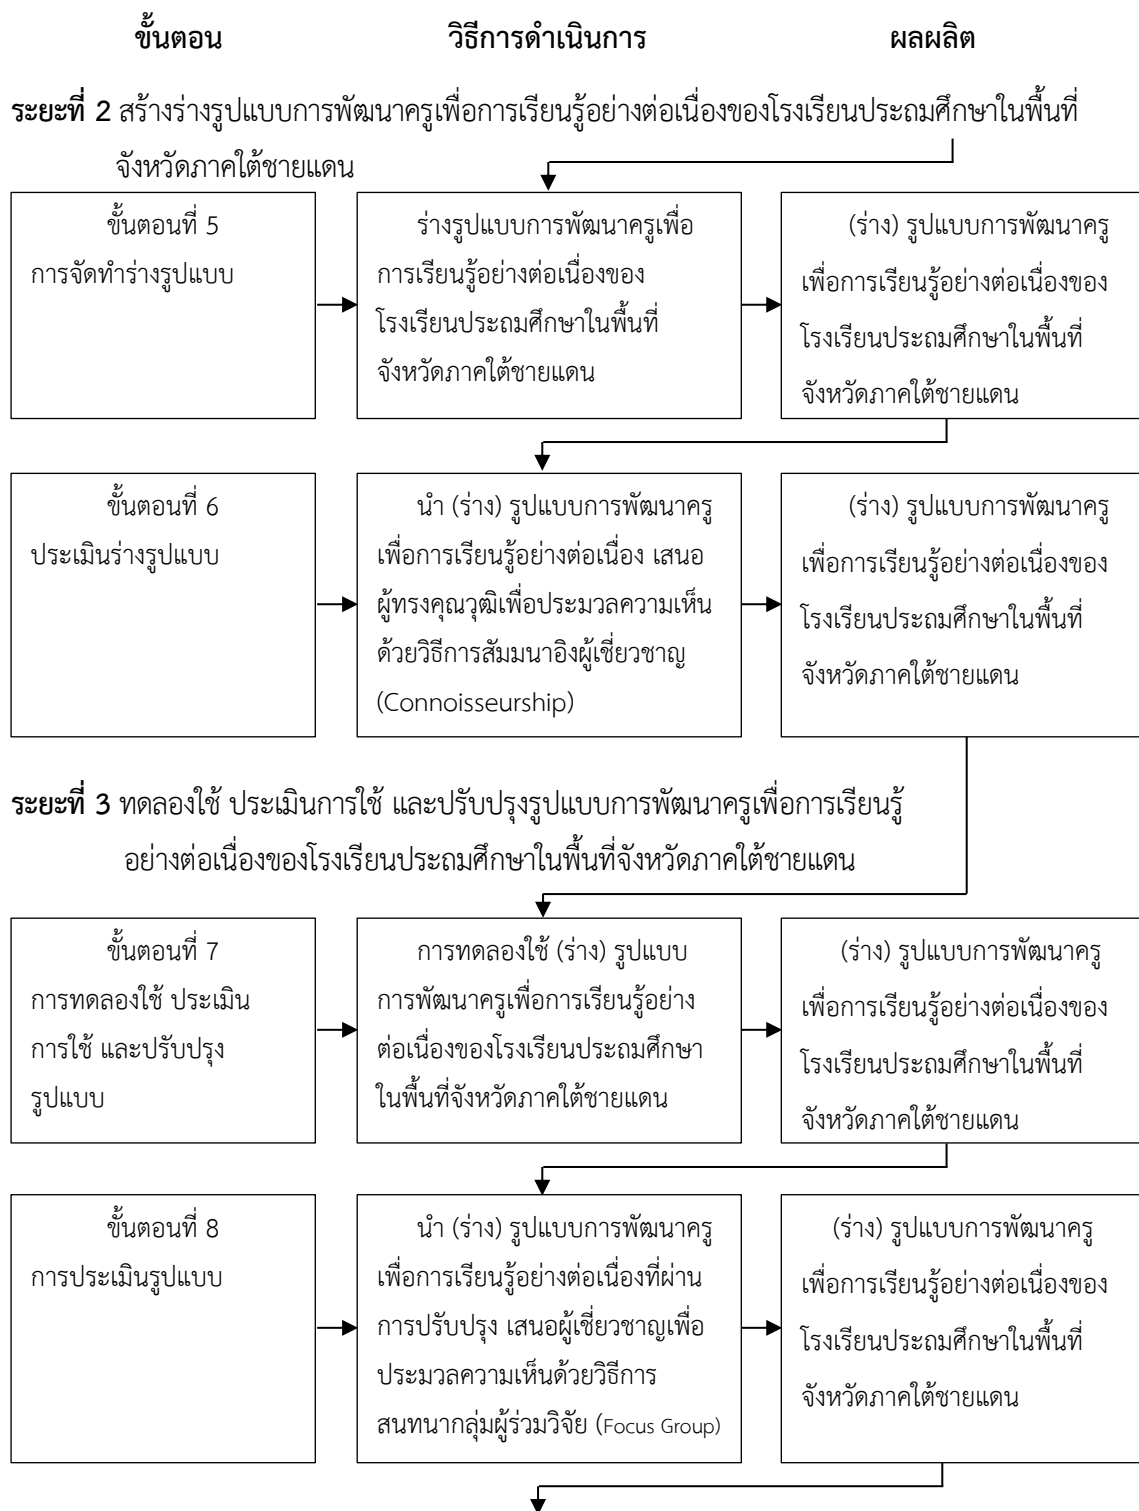 ขั้นตอน วิธีการดำเนินการ ผลผลิต
ระยะที่ 2 สร้างร่างรูปแบบการพัฒนาครูเพื่อการเรียนรู้อย่างต่อเนื่องของโรงเรียนประถมศึกษาในพื้นที่
จังหวัดภาคใต้ชายแดน
ขั้นตอนที่ 5
การจัดทำร่างรูปแบบ
ร่างรูปแบบการพัฒนาครูเพื่อ
การเรียนรู้อย่างต่อเนื่องของ
โรงเรียนประถมศึกษาในพื้นที่
จังหวัดภาคใต้ชายแดน
(ร่าง) รูปแบบการพัฒนาครู
เพื่อการเรียนรู้อย่างต่อเนื่องของ
โรงเรียนประถมศึกษาในพื้นที่
จังหวัดภาคใต้ชายแดน
ขั้นตอนที่ 6
ประเมินร่างรูปแบบ
นำ (ร่าง) รูปแบบการพัฒนาครู
เพื่อการเรียนรู้อย่างต่อเนื่อง เสนอ
ผู้ทรงคุณวุฒิเพื่อประมวลความเห็น
ด้วยวิธีการสัมมนาอิงผู้เชี่ยวชาญ
(Connoisseurship)
(ร่าง) รูปแบบการพัฒนาครู
เพื่อการเรียนรู้อย่างต่อเนื่องของ
โรงเรียนประถมศึกษาในพื้นที่
จังหวัดภาคใต้ชายแดน
ระยะที่ 3 ทดลองใช้ ประเมินการใช้ และปรับปรุงรูปแบบการพัฒนาครูเพื่อการเรียนรู้
อย่างต่อเนื่องของโรงเรียนประถมศึกษาในพื้นที่จังหวัดภาคใต้ชายแดน
ขั้นตอนที่ 7
การทดลองใช้ ประเมิน
การใช้ และปรับปรุง
รูปแบบ
การทดลองใช้ (ร่าง) รูปแบบ
การพัฒนาครูเพื่อการเรียนรู้อย่าง
ต่อเนื่องของโรงเรียนประถมศึกษา
ในพื้นที่จังหวัดภาคใต้ชายแดน
(ร่าง) รูปแบบการพัฒนาครู
เพื่อการเรียนรู้อย่างต่อเนื่องของ
โรงเรียนประถมศึกษาในพื้นที่
จังหวัดภาคใต้ชายแดน
ขั้นตอนที่ 8
การประเมินรูปแบบ
นำ (ร่าง) รูปแบบการพัฒนาครู
เพื่อการเรียนรู้อย่างต่อเนื่องที่ผ่าน
การปรับปรุง เสนอผู้เชี่ยวชาญเพื่อ
ประมวลความเห็นด้วยวิธีการ
สนทนากลุ่มผู้ร่วมวิจัย (Focus Group)
(ร่าง) รูปแบบการพัฒนาครู
เพื่อการเรียนรู้อย่างต่อเนื่องของ
โรงเรียนประถมศึกษาในพื้นที่
จังหวัดภาคใต้ชายแดน